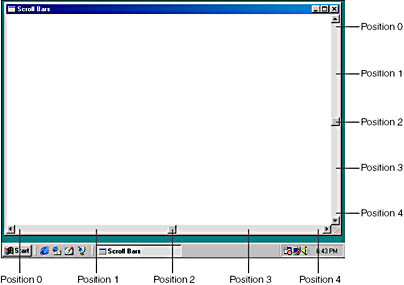 Scroll Bars
Position 0
Position 1
Position 2
Position 3
Position 4
Start
Scroll Bars
6:43 PM
Position 0
Position 1
Position 2
Position 3
Position 4